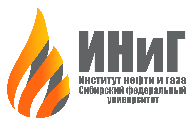 ИНиГ
Институт нефти и газа
Сибирский федеральный
университет